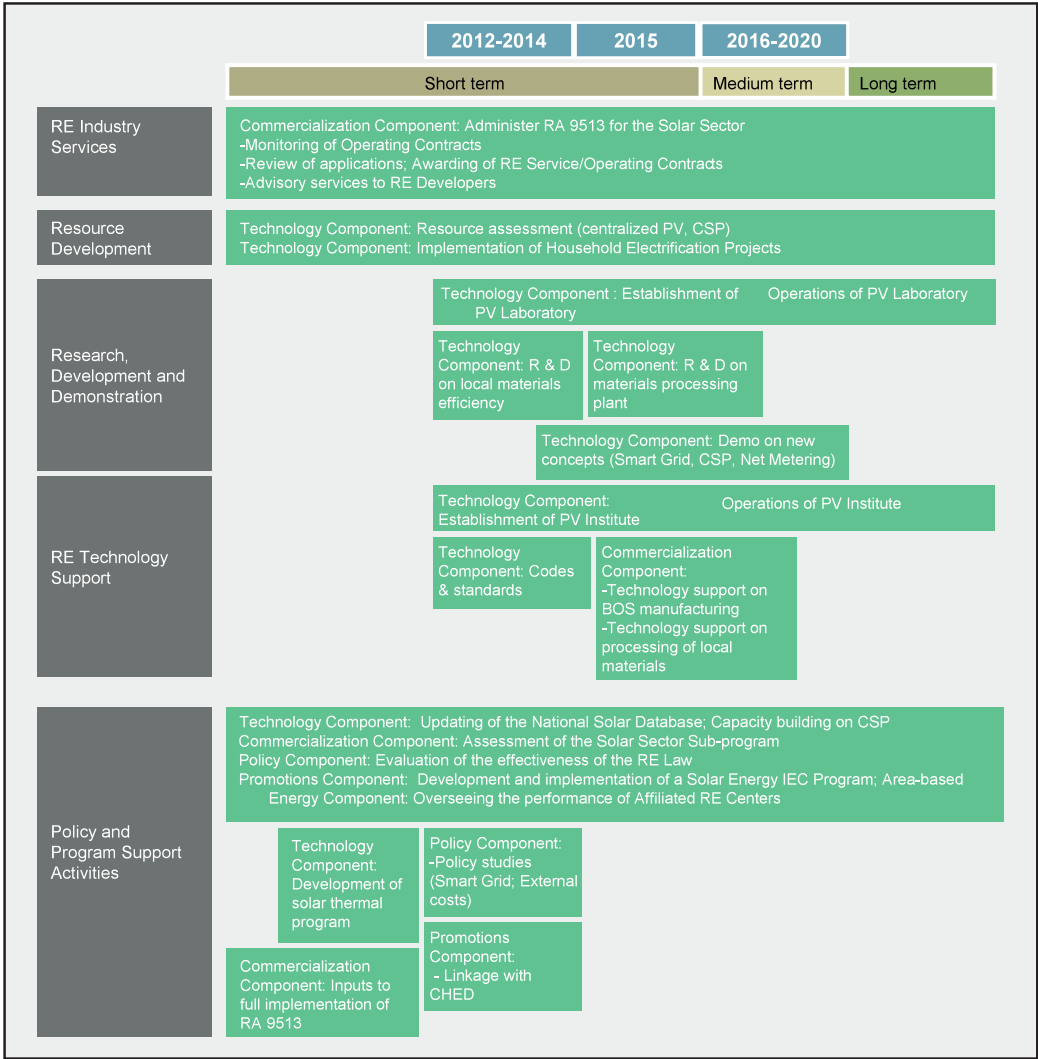 2012-2014
2015
2016-2020
Short term
Medium term
Long term
RE Industry
Services
Commercialization Component: Administer RA 9513 for the Solar Sector
-Monitoring of Operating Contracts
-Review of applications; Awarding of RE Service/Operating Contracts
-Advisory services to RE Developers
Resource
Development
Technology Component: Resource assessment (centralized PV, CSP)
Technology Component: Implementation of Household Electrification Projects
Research,
Development and
Demonstration
Technology Component : Establishment of
PV Laboratory
Operations of PV Laboratory
Technology
Component: R & D
on local materials
efficiency
Technology
Component: R & D on
materials processing
plant
Technology Component: Demo on new
concepts (Smart Grid, CSP, Net Metering)
RE Technology
Support
Technology Component:
Establishment of PV Institute
Operations of PV Institute
Technology
Component: Codes
& standards
Commercialization
Component:
-Technology support on
BOS manufacturing
-Technology support on
processing of local
materials
Policy and
Program Support
Activities
Technology Component: Updating of the National Solar Database; Capacity building on CSP
Commercialization Component: Assessment of the Solar Sector Sub-program
Policy Component: Evaluation of the effectiveness of the RE Law
Promotions Component: Development and implementation of a Solar Energy IEC Program; Area-based
Energy Component: Overseeing the performance of Affiliated RE Centers
Technology
Component:
Development of
solar thermal
program
Policy Component:
-Policy studies
(Smart Grid; External
costs)
Promotions
Component:
- Linkage with
CHED
Commercialization
Component: Inputs to
full implementation of
RA 9513